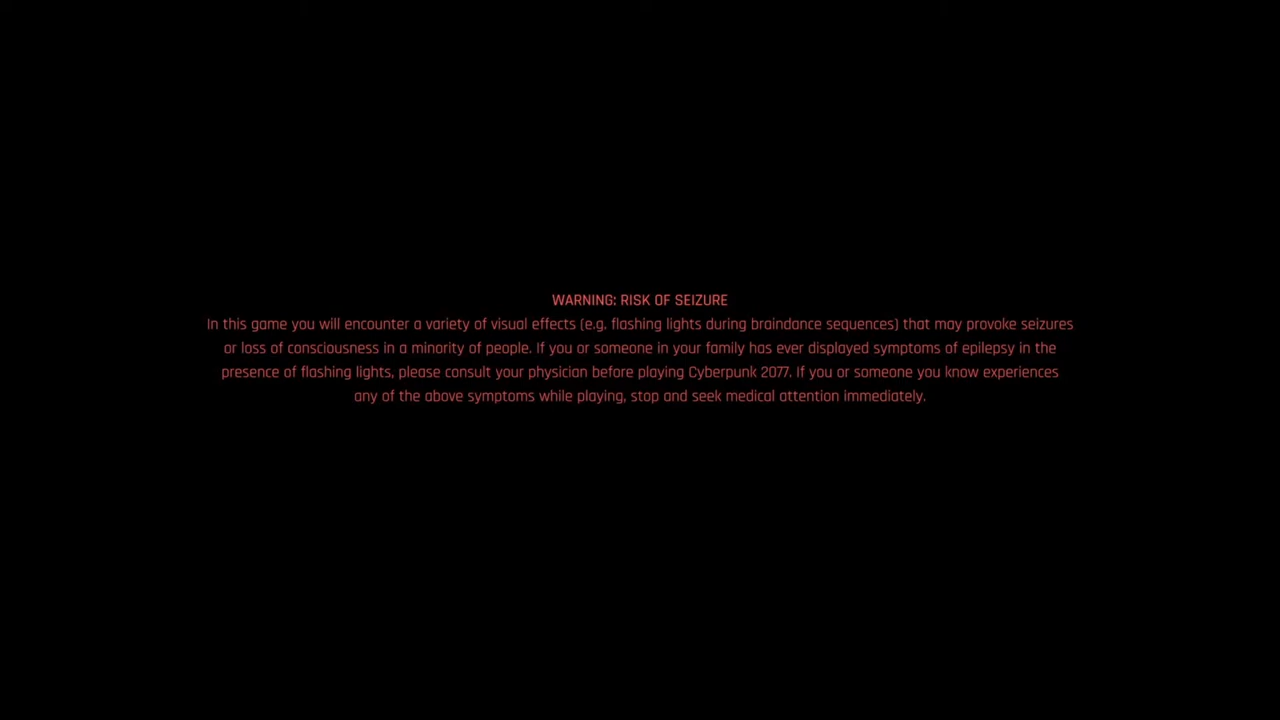 WARNING: RISK OF SEIZURE
In this game you will encounter a variety of visual effects (e.g. flashing lights during braindance sequences) that may provoke seizures
or loss of consciousness in a minority of people. If you or someone in your family has ever displayed symptoms of epilepsy in the
presence of flashing lights, please consult your physician before playing Cyberpunk 2077. If you or someone you know experiences
any of the above symptoms while playing, stop and seek medical attention immediately.